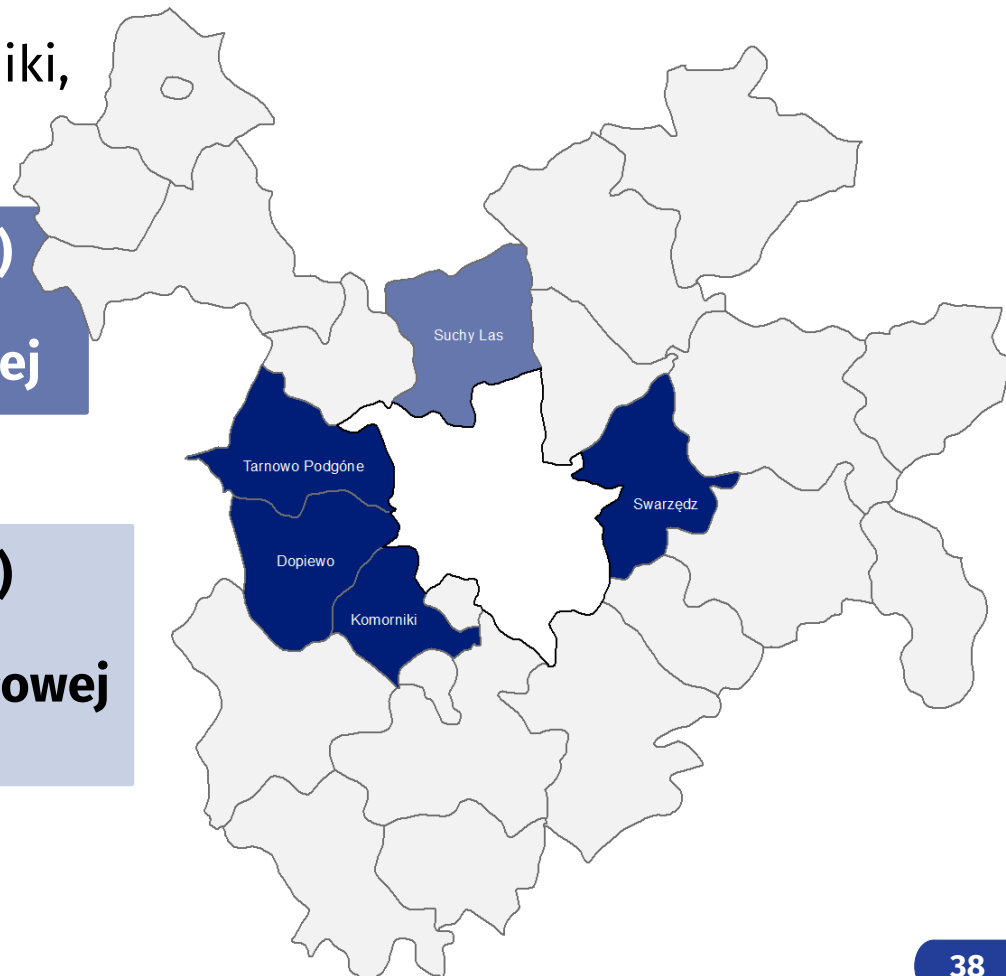 iki,
)
ej
Suchy Las
Tarnowo Podgóne
Swarzędz
)
Dopiewo
Komorniki
owej
38